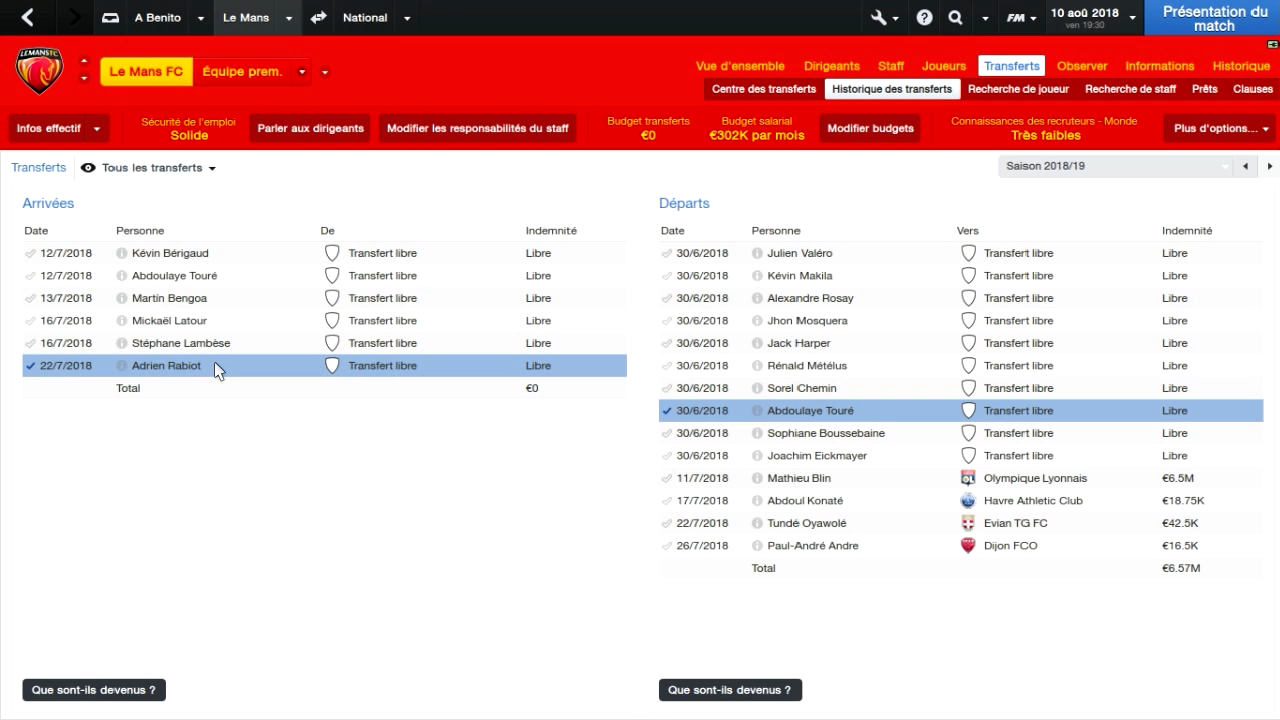 A Benito Le Mans National FM 10 aoû 2018 Présentation du
ven 19:30 match
LE MANS FC
Le Mans FC Équipe prem. Vue d'ensemble Dirigeants Staff Joueurs Transferts Observer Informations Historique
Centre des transferts Historique des transferts Recherche de joueur Recherche de staff Prêts Clauses
Infos effectif Sécurité de l'emploi Parler aux dirigeants Modifier les responsabilités du staff Budget transferts Budget salarial Modifier budgets Connaissances des recruteurs - Monde Plus d'options....
Solide €0 €302K par mois Très faibles
Transferts Tous les transferts Saison 2018/19
Arrivées Départs
Date Personne De Indemnité Date Personne Vers Indemnité
12/7/2018 Kévin Bérigaud Transfert libre Libre 30/6/2018 Julien Valéro Transfert libre Libre
12/7/2018 Abdoulaye Touré Transfert libre Libre 30/6/2018 Kévin Makila Transfert libre Libre
13/7/2018 Martín Bengoa Transfert libre Libre 30/6/2018 Alexandre Rosay Transfert libre Libre
16/7/2018 Mickaël Latour Transfert libre Libre 30/6/2018 Jhon Mosquera Transfert libre Libre
16/7/2018 Stéphane Lambèse Transfert libre Libre 30/6/2018 Jack Harper Transfert libre Libre
22/7/2018 Adrien Rabiot Transfert libre Libre 30/6/2018 Rénald Métélus Transfert libre Libre
Total €0 30/6/2018 Sorel Chemin Transfert libre Libre
30/6/2018 Abdoulaye Touré Transfert libre Libre
30/6/2018 Sophiane Boussebaine Transfert libre Libre
30/6/2018 Joachim Eickmayer Transfert libre Libre
11/7/2018 Mathieu Blin Olympique Lyonnais €6.5M
17/7/2018 Abdoul Konaté Havre Athletic Club €18.75K
22/7/2018 Tundé Oyawolé Evian TG FC €42.5K
26/7/2018 Paul-André Andre Dijon FCO €16.5K
Total €6.57M
Que sont-ils devenus ? Que sont-ils devenus ?